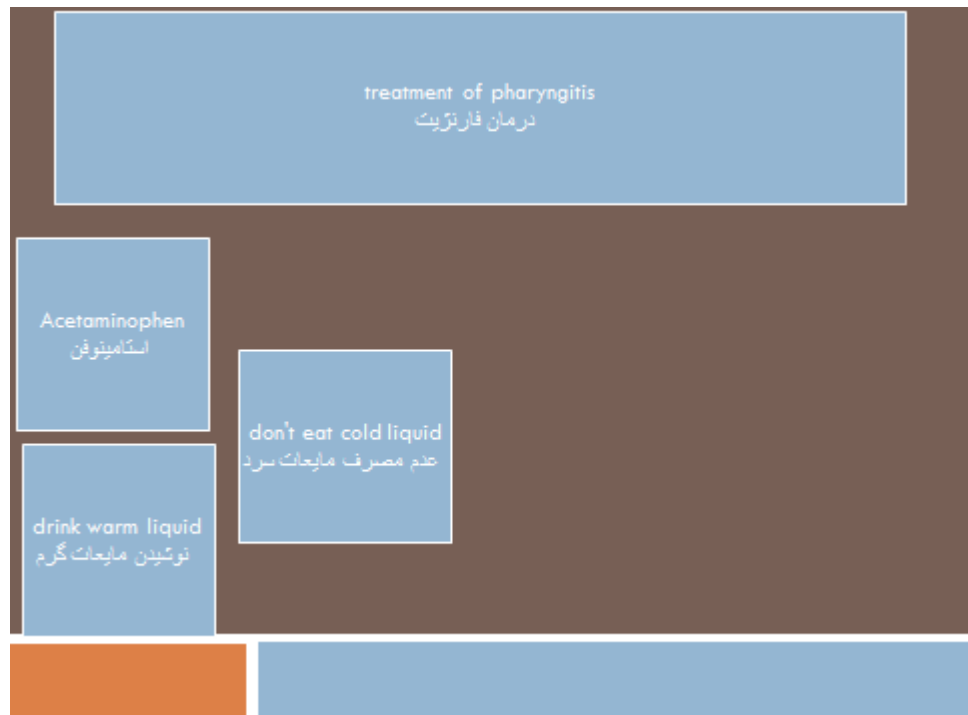 treatment of pharyngitis
درمان فارنژیت
Acetaminophen
استامینوفن
don't eat cold liquid
عدم مصرف مایعات سرد
drink warm liquid
نوشیدن مایعات گرم